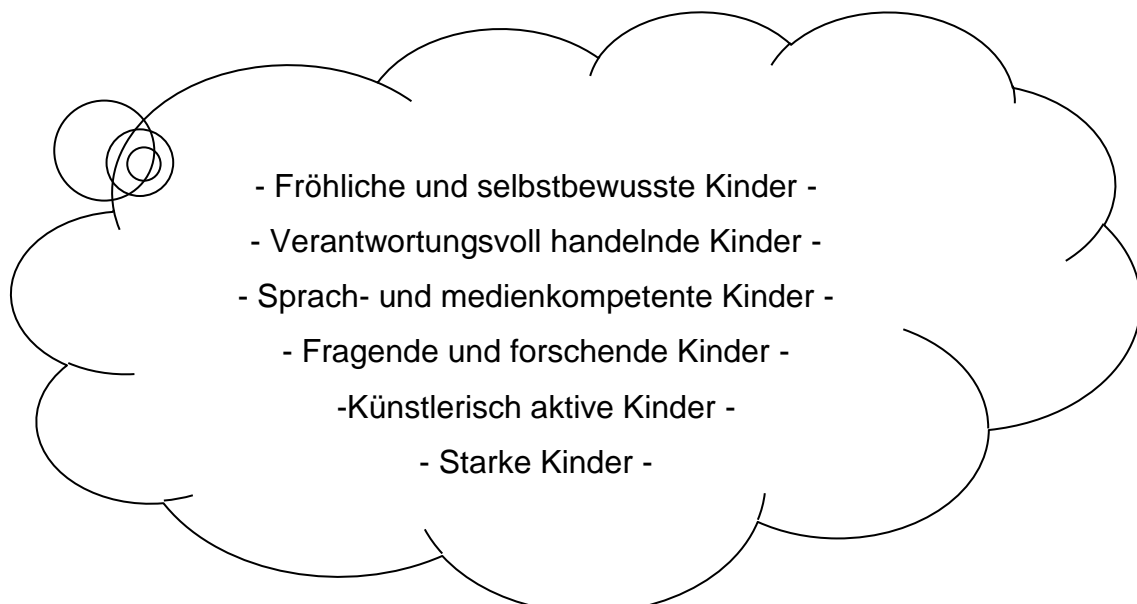 - Fröhliche und selbstbewusste Kinder -
- Verantwortungsvoll handelnde Kinder -
- Sprach- und medienkompetente Kinder -
- Fragende und forschende Kinder -
-Künstlerisch aktive Kinder -
- Starke Kinder -